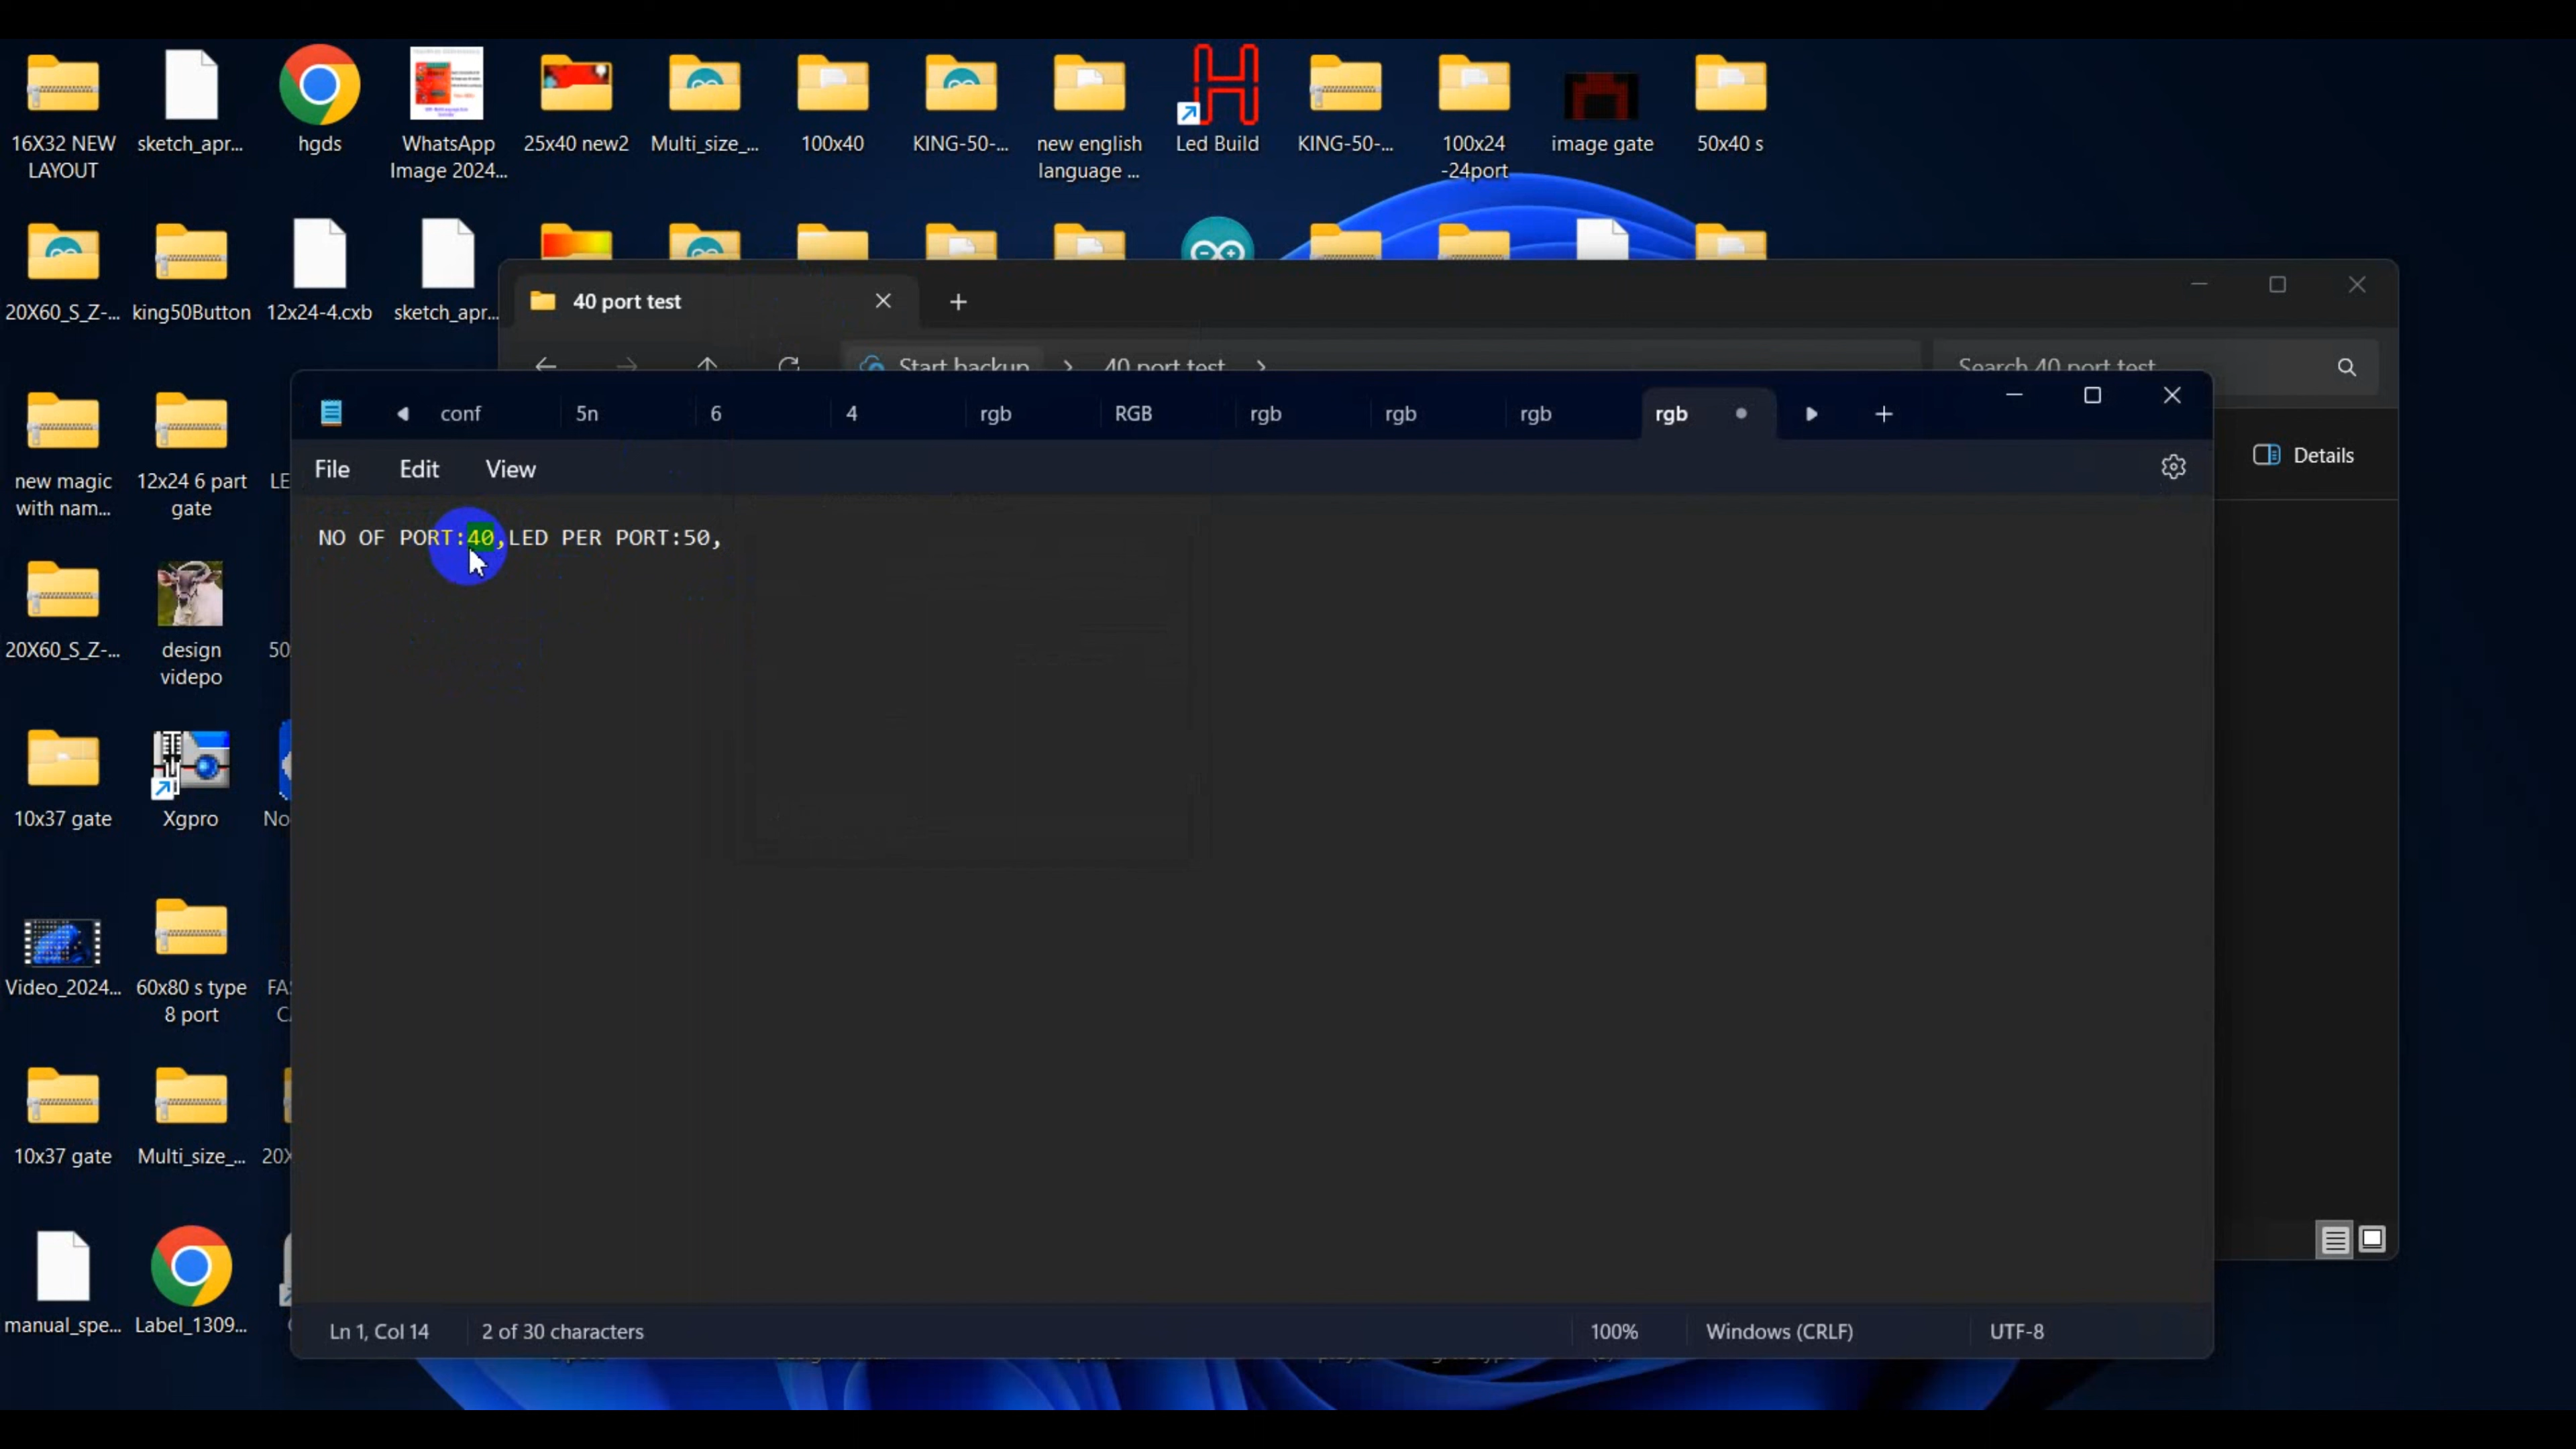 16X32 NEW LAYOUT
sketch_apr...
hgds
WhatsApp Image 2024...
25x40 new2
Multi_size_...
100x40
KING-50-...
new english language ...
Led Build
KING-50-...
100x24 -24port
image gate
50x40 s
20X60_S_Z-...
king50Button
12x24-4.cxb
sketch_apr...
40 port test
Start backup > 40 port test >
Search 40 port test
Details
conf
5n
6
4
rgb
RGB
rgb
rgb
rgb
rgb
File
Edit
View
NO OF PORT:40,LED PER PORT:50,
new magic with nam...
12x24 6 part gate
LE
20X60_S_Z-...
design videpo
50
10x37 gate
Xgpro
No
Video_2024...
60x80 s type 8 port
FA
10x37 gate
Multi_size_...
20X
manual_spe...
Label_1309...
Ln 1, Col 14
2 of 30 characters
100%
Windows (CRLF)
UTF-8